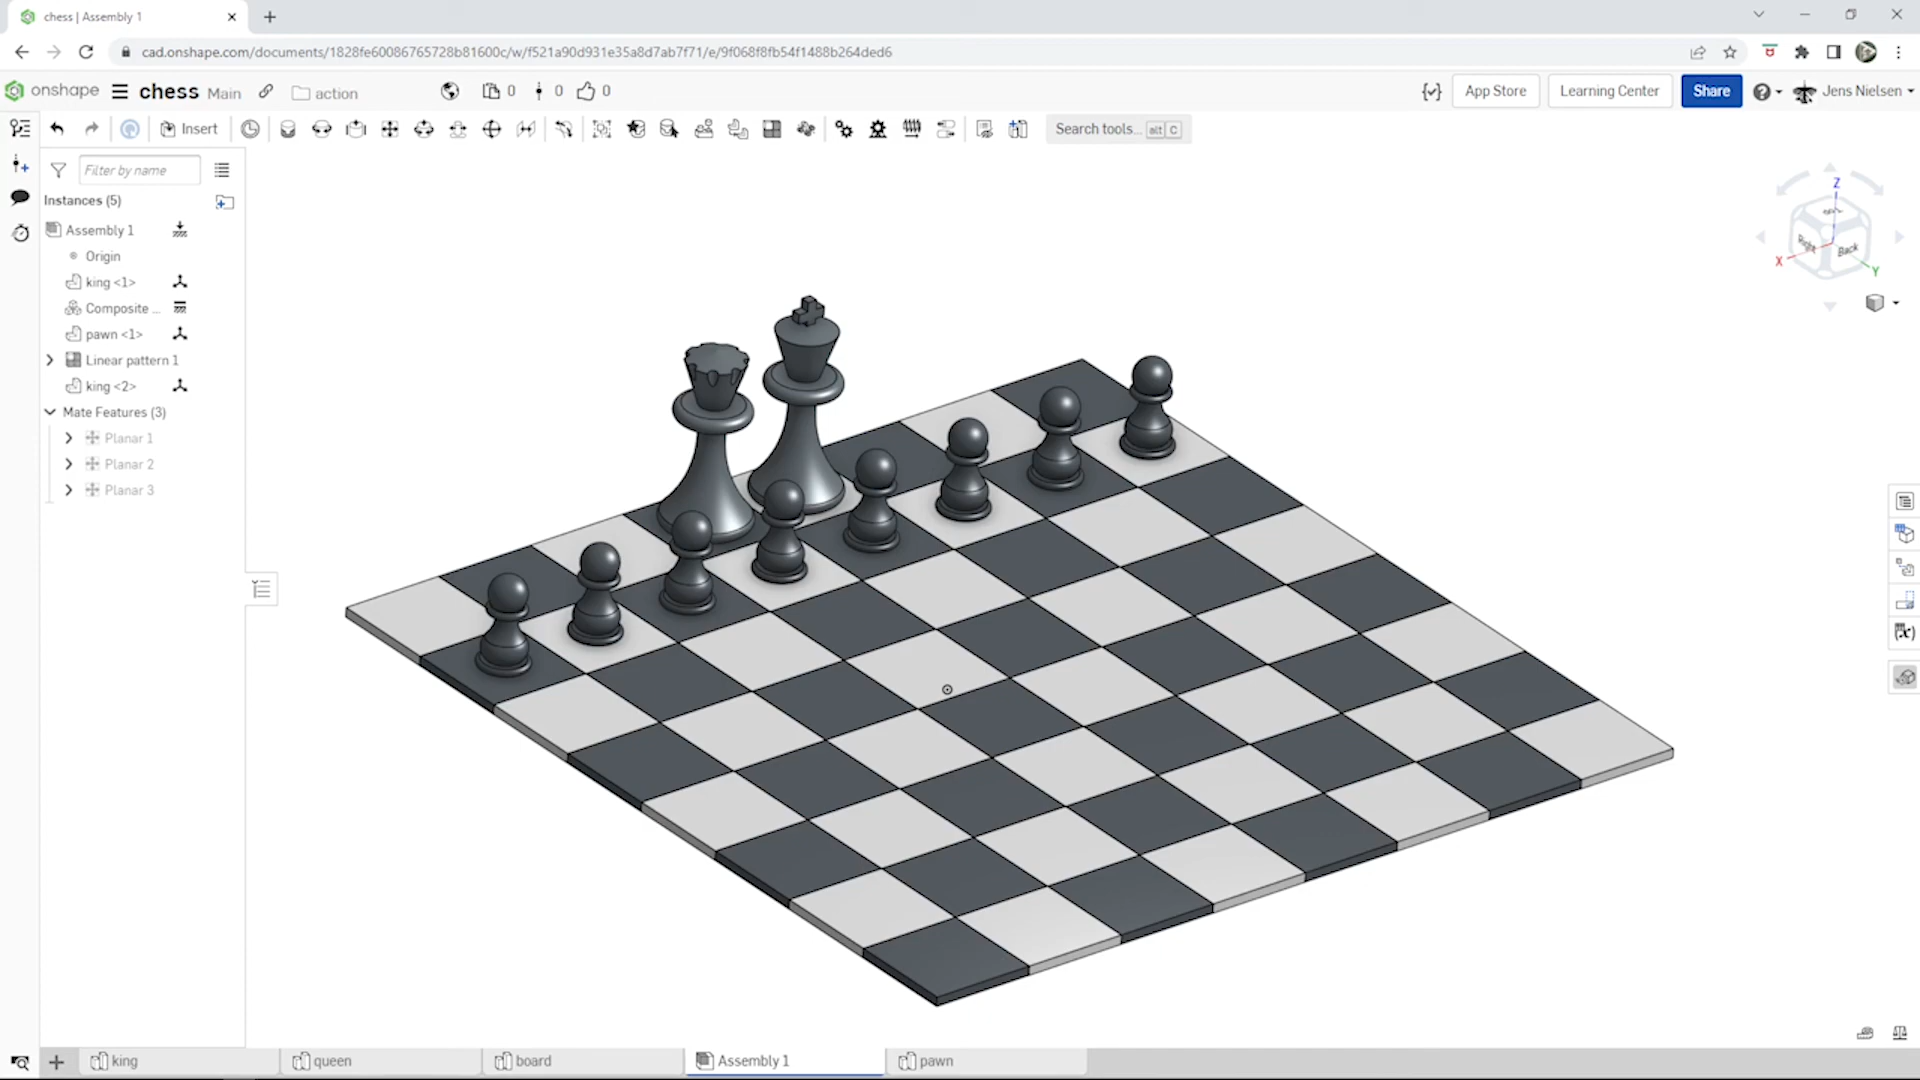 chess | Assembly 1
cad.onshape.com/documents/1828fe60086765728b81600c/w/f521a90d931e35a8d7ab7f71/e/9f068f8fb54f1488b264ded6
onshape
chess Main
action
0
0
0
App Store
Learning Center
Share
Jens Nielsen
Insert
Search tools... alt C
Filter by name
Instances (5)
Assembly 1
Origin
king <1>
Composite ...
pawn <1>
Linear pattern 1
king <2>
Mate Features (3)
Planar 1
Planar 2
Planar 3
Z
Right
Back
X
Y
(x)
king
queen
board
Assembly 1
pawn